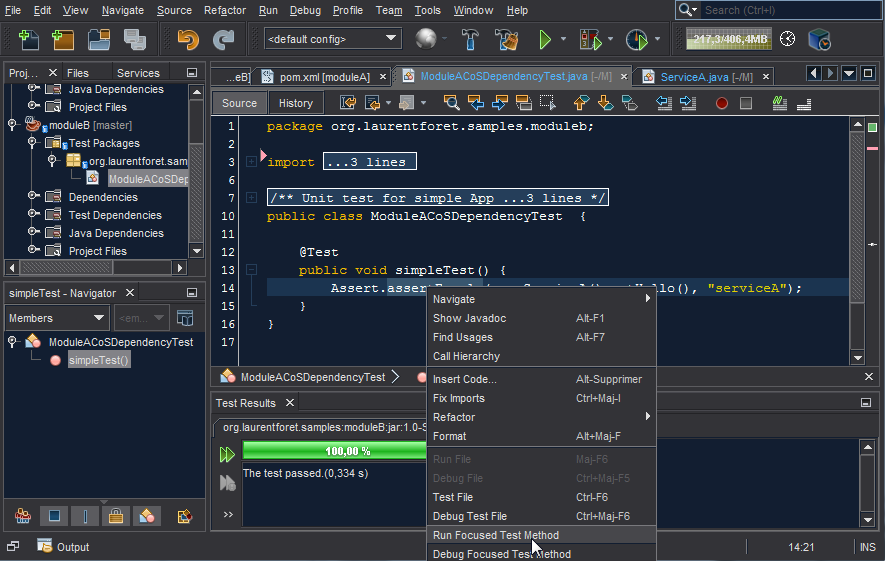 File Edit View Navigate Source Refactor Run Debug Profile Team Tools Window Help
Search (Ctrl+I)
<default config>
217,3/406,4MB
Proj... Files Services
Java Dependencies
Project Files
moduleB [master]
Test Packages
org.laurentforet.sam
ModuleACoSDep
Dependencies
Test Dependencies
Java Dependencies
Project Files
...eB] pom.xml [moduleA] ModuleACoSDependencyTest.java [-/M] ServiceA.java [-/M]
Source History
1 package org.laurentforet.samples.moduleb;
2
3 import ...3 lines
6
7 /** Unit test for simple App ...3 lines */
10 public class ModuleACoSDependencyTest {
11
12 @Test
13 public void simpleTest() {
14 Assert. Hello(), "serviceA");
15 }
16 }
17
simpleTest - Navigator
Members <em...>
ModuleACoSDependencyTest
simpleTest()
ModuleACoSDependencyTest
Test Results
org.laurentforet.samples:moduleB:jar:1.0-S
100,00 %
The test passed.(0,334 s)
>>
Navigate
Show Javadoc Alt-F1
Find Usages Alt-F7
Call Hierarchy
Insert Code... Alt-Supprimer
Fix Imports Ctrl+Maj-I
Refactor
Format Alt+Maj-F
Run File Maj-F6
Debug File Ctrl+Maj-F5
Test File Ctrl-F6
Debug Test File Ctrl+Maj-F6
Run Focused Test Method
Debug Focused Test Method
Output
14:21 INS